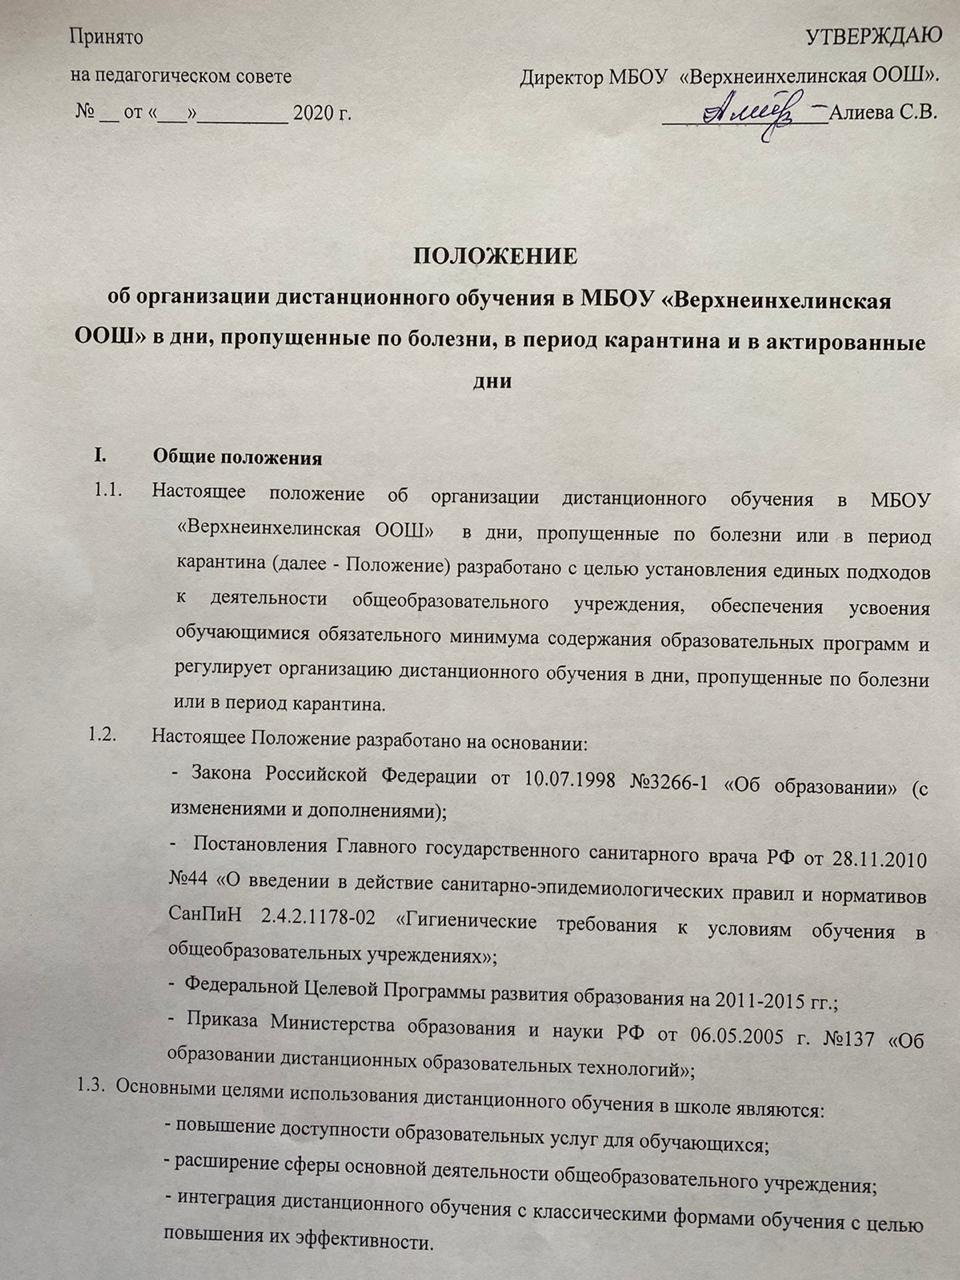 Принято УТВЕРЖДАЮ
на педагогическом совете Директор МБОУ «Верхнеинхелинская ООШ».
№ __ от «___»_________ 2020 г. ________________Алиева С.В.
ПОЛОЖЕНИЕ
об организации дистанционного обучения в МБОУ «Верхнеинхелинская
ООШ» в дни, пропущенные по болезни, в период карантина и в актированные
дни
I. Общие положения
1.1. Настоящее положение об организации дистанционного обучения в МБОУ
«Верхнеинхелинская ООШ» в дни, пропущенные по болезни или в период
карантина (далее - Положение) разработано с целью установления единых подходов
к деятельности общеобразовательного учреждения, обеспечения усвоения
обучающимися обязательного минимума содержания образовательных программ и
регулирует организацию дистанционного обучения в дни, пропущенные по болезни
или в период карантина.
1.2. Настоящее Положение разработано на основании:
- Закона Российской Федерации от 10.07.1998 №3266-1 «Об образовании» (с
изменениями и дополнениями);
- Постановления Главного государственного санитарного врача РФ от 28.11.2010
№44 «О введении в действие санитарно-эпидемиологических правил и нормативов
СанПиН 2.4.2.1178-02 «Гигиенические требования к условиям обучения в
общеобразовательных учреждениях»;
- Федеральной Целевой Программы развития образования на 2011-2015 гг.;
- Приказа Министерства образования и науки РФ от 06.05.2005 г. №137 «Об
образовании дистанционных образовательных технологий»;
1.3. Основными целями использования дистанционного обучения в школе являются:
- повышение доступности образовательных услуг для обучающихся;
- расширение сферы основной деятельности общеобразовательного учреждения;
- интеграция дистанционного обучения с классическими формами обучения с целью
повышения их эффективности.